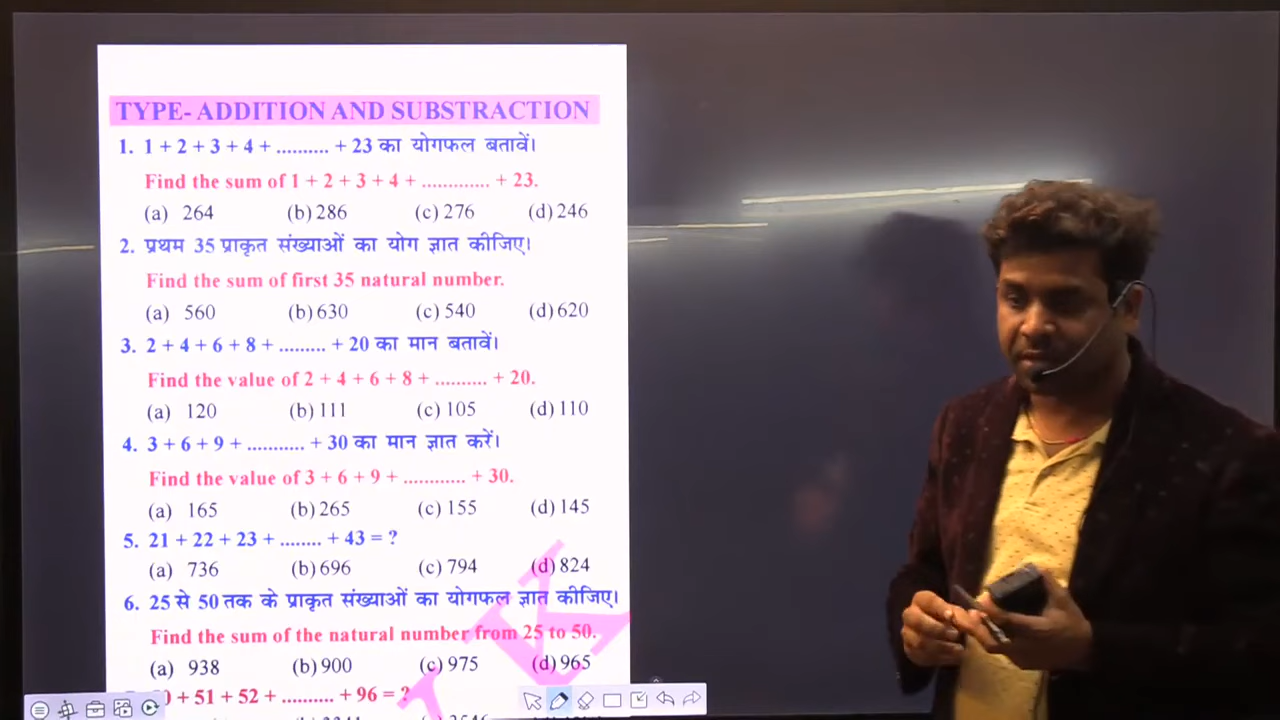 TYPE- ADDITION AND SUBSTRACTION
1. 1 + 2 + 3 + 4 + .......... + 23 का योगफल बतावें।
Find the sum of 1 + 2 + 3 + 4 + ............. + 23.
(a) 264 (b) 286 (c) 276 (d) 246
2. प्रथम 35 प्राकृत संख्याओं का योग ज्ञात कीजिए।
Find the sum of first 35 natural number.
(a) 560 (b) 630 (c) 540 (d) 620
3. 2 + 4 + 6 + 8 + ......... + 20 का मान बतावें।
Find the value of 2 + 4 + 6 + 8 + .......... + 20.
(a) 120 (b) 111 (c) 105 (d) 110
4. 3 + 6 + 9 + ........... + 30 का मान ज्ञात करें।
Find the value of 3 + 6 + 9 + ............ + 30.
(a) 165 (b) 265 (c) 155 (d) 145
5. 21 + 22 + 23 + ........ + 43 = ?
(a) 736 (b) 696 (c) 794 (d) 824
6. 25 से 50 तक के प्राकृत संख्याओं का योगफल ज्ञात कीजिए।
Find the sum of the natural number from 25 to 50.
(a) 938 (b) 900 (c) 975 (d) 965
+ 51 + 52 + .......... + 96 = ?